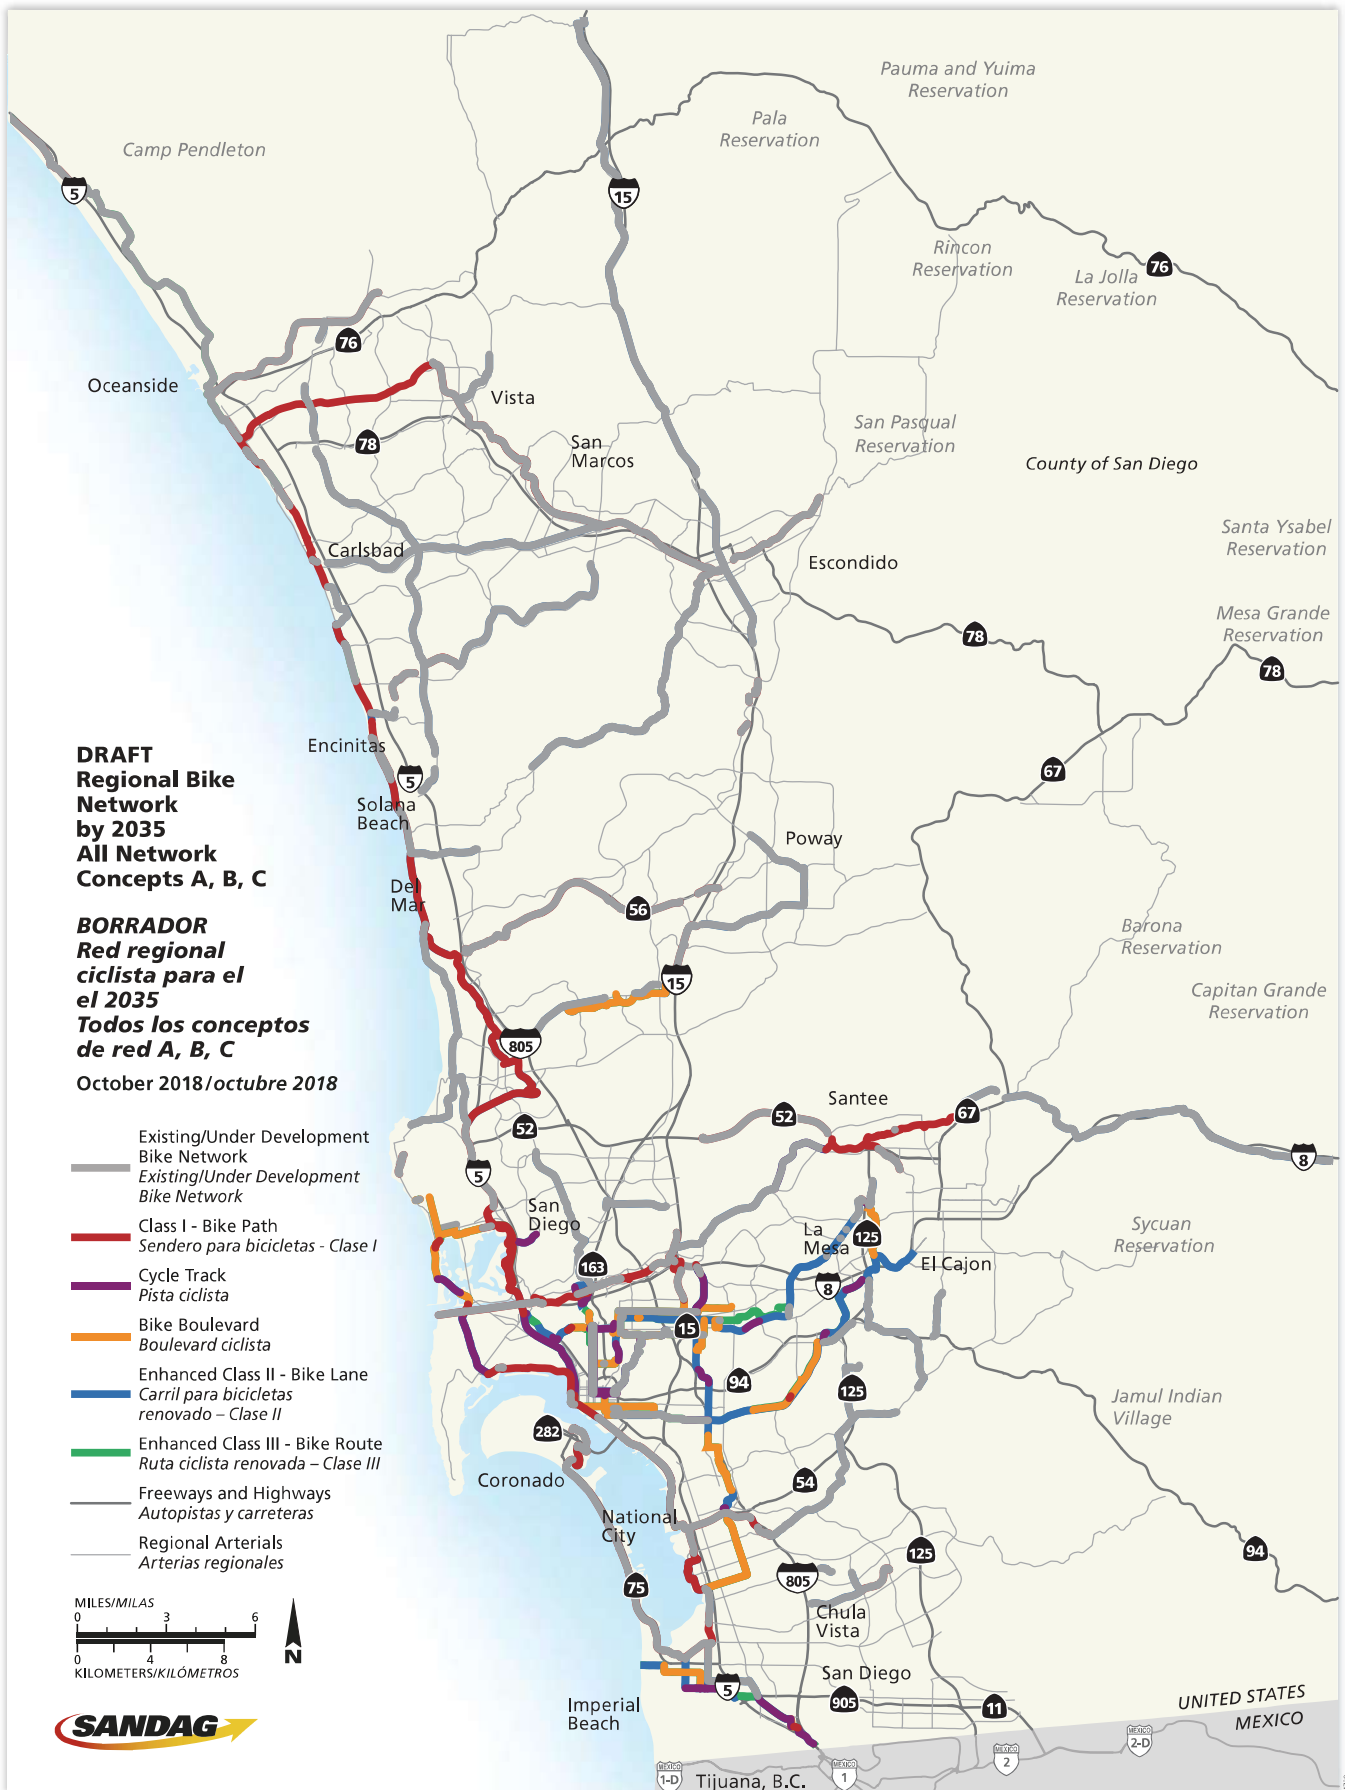 Pauma and Yuima
Reservation
Pala
Reservation
Camp Pendleton
5
15
Rincon
Reservation
La Jolla
Reservation
76
76
Oceanside
Vista
78
San
Marcos
San Pasqual
Reservation
County of San Diego
Santa Ysabel
Reservation
Carlsbad
Escondido
Mesa Grande
Reservation
78
78
Encinitas
5
67
Solana
Beach
Poway
Del
Mar
56
Barona
Reservation
15
Capitan Grande
Reservation
805
DRAFT
Regional Bike
Network
by 2035
All Network
Concepts A, B, C
BORRADOR
Red regional
ciclista para el
el 2035
Todos los conceptos
de red A, B, C
October 2018/octubre 2018
Existing/Under Development
Bike Network
Existing/Under Development
Bike Network
Class I - Bike Path
Sendero para bicicletas - Clase I
Cycle Track
Pista ciclista
Bike Boulevard
Boulevard ciclista
Enhanced Class II - Bike Lane
Carril para bicicletas
renovado – Clase II
Enhanced Class III - Bike Route
Ruta ciclista renovada – Clase III
Freeways and Highways
Autopistas y carreteras
Regional Arterials
Arterias regionales
MILES/MILAS
0 3 6
0 4 8
KILOMETERS/KILÓMETROS
N
SANDAG
Santee
52
67
52
8
5
San
Diego
La
Mesa
125
Sycuan
Reservation
El Cajon
163
8
15
94
125
Jamul Indian
Village
282
Coronado
54
National
City
125
94
75
805
Chula
Vista
San Diego
5
905
11
Imperial
Beach
UNITED STATES
MEXICO
MEXICO
2-D
MEXICO
2
MEXICO
1-D
MEXICO
1
Tijuana, B.C.